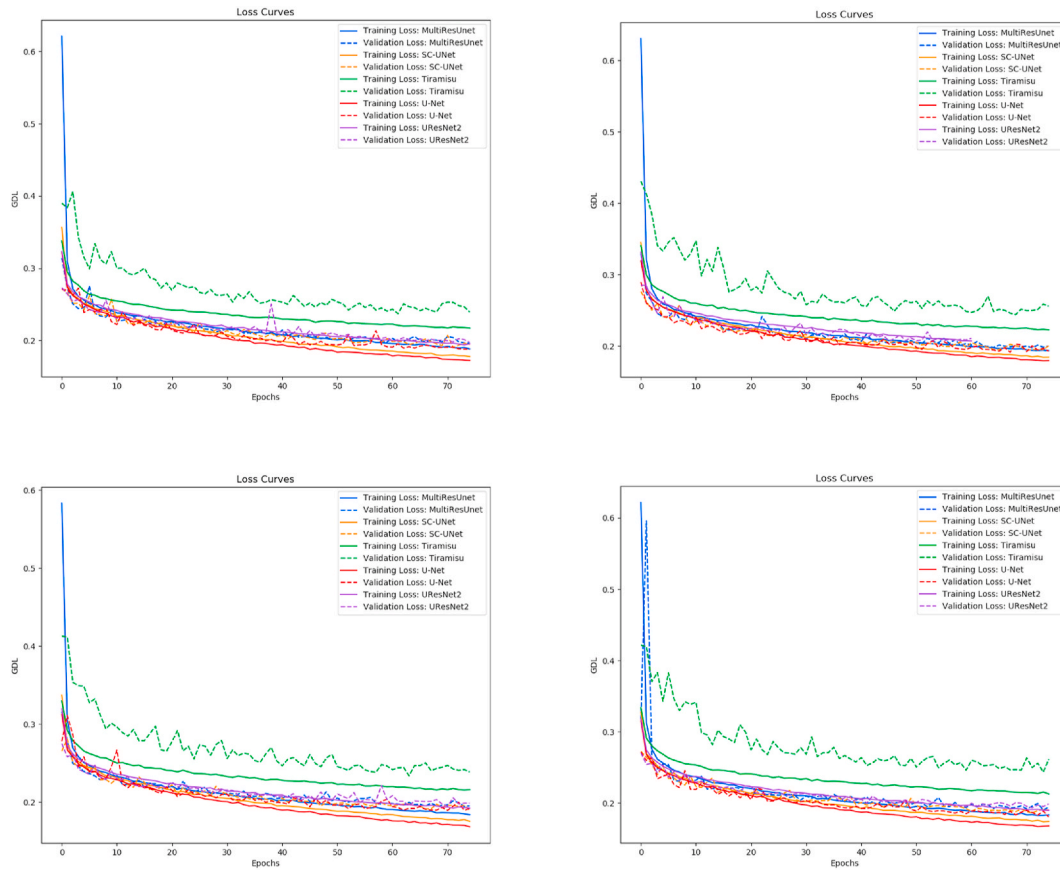 Loss Curves
Training Loss: MultiResUnet
Validation Loss: MultiResUnet
Training Loss: SC-UNet
Validation Loss: SC-UNet
Training Loss: Tiramisu
Validation Loss: Tiramisu
Training Loss: U-Net
Validation Loss: U-Net
Training Loss: UResNet2
Validation Loss: UResNet2
0.6
0.5
0.4
0.3
0.2
GDL
0 10 20 30 40 50 60 70
Epochs
Loss Curves
Training Loss: MultiResUnet
Validation Loss: MultiResUnet
Training Loss: SC-UNet
Validation Loss: SC-UNet
Training Loss: Tiramisu
Validation Loss: Tiramisu
Training Loss: U-Net
Validation Loss: U-Net
Training Loss: UResNet2
Validation Loss: UResNet2
0.6
0.5
0.4
0.3
0.2
GDL
0 10 20 30 40 50 60 70
Epochs
Loss Curves
Training Loss: MultiResUnet
Validation Loss: MultiResUnet
Training Loss: SC-UNet
Validation Loss: SC-UNet
Training Loss: Tiramisu
Validation Loss: Tiramisu
Training Loss: U-Net
Validation Loss: U-Net
Training Loss: UResNet2
Validation Loss: UResNet2
0.6
0.5
0.4
0.3
0.2
GDL
0 10 20 30 40 50 60 70
Epochs
Loss Curves
Training Loss: MultiResUnet
Validation Loss: MultiResUnet
Training Loss: SC-UNet
Validation Loss: SC-UNet
Training Loss: Tiramisu
Validation Loss: Tiramisu
Training Loss: U-Net
Validation Loss: U-Net
Training Loss: UResNet2
Validation Loss: UResNet2
0.6
0.5
0.4
0.3
0.2
GDL
0 10 20 30 40 50 60 70
Epochs